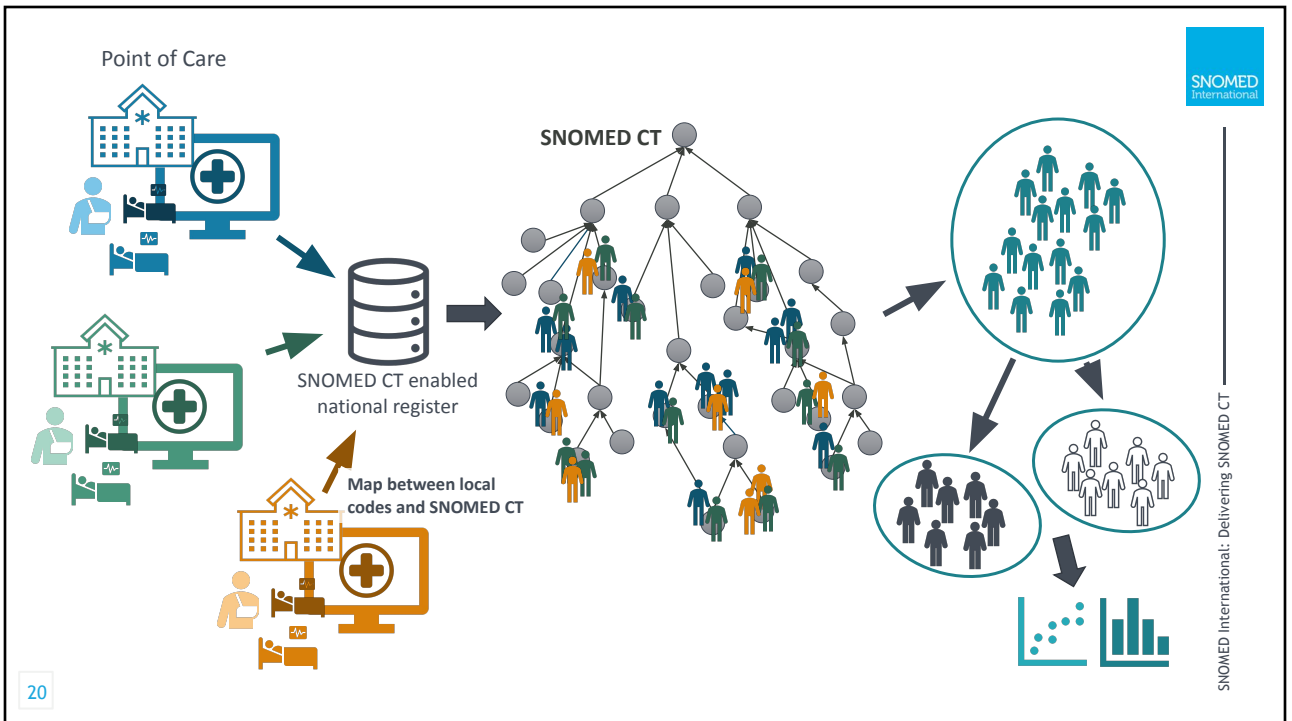 Point of Care
SNOMED
International
SNOMED CT
SNOMED CT enabled
national register
Map between local
codes and SNOMED CT
SNOMED International: Delivering SNOMED CT
20